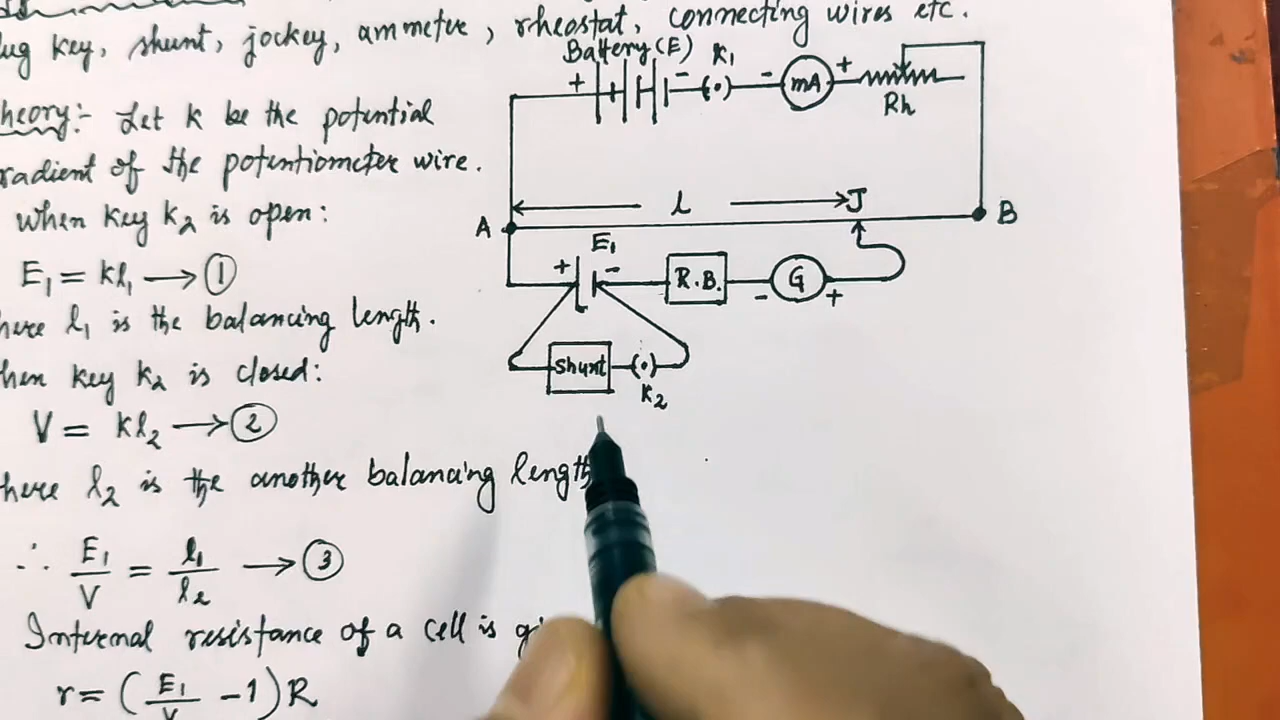 lug key, shunt, jockey, ammeter, rheostat, connecting wires etc.
heory:- Let k be the potential
radient of the potentiometer wire.
when key k2 is open:
E1 = kl1 → ①
here l1 is the balancing length.
hen key k2 is closed:
V = kl2 → ②
here l2 is the another balancing length
∴ E1/V = l1/l2 → ③
Internal resistance of a cell is gi
r = (E1/V - 1) R
Battery (E) K1
+ - - mA +
Rh
l J
A B
E1
+ - R.B. - G +
Shunt
K2